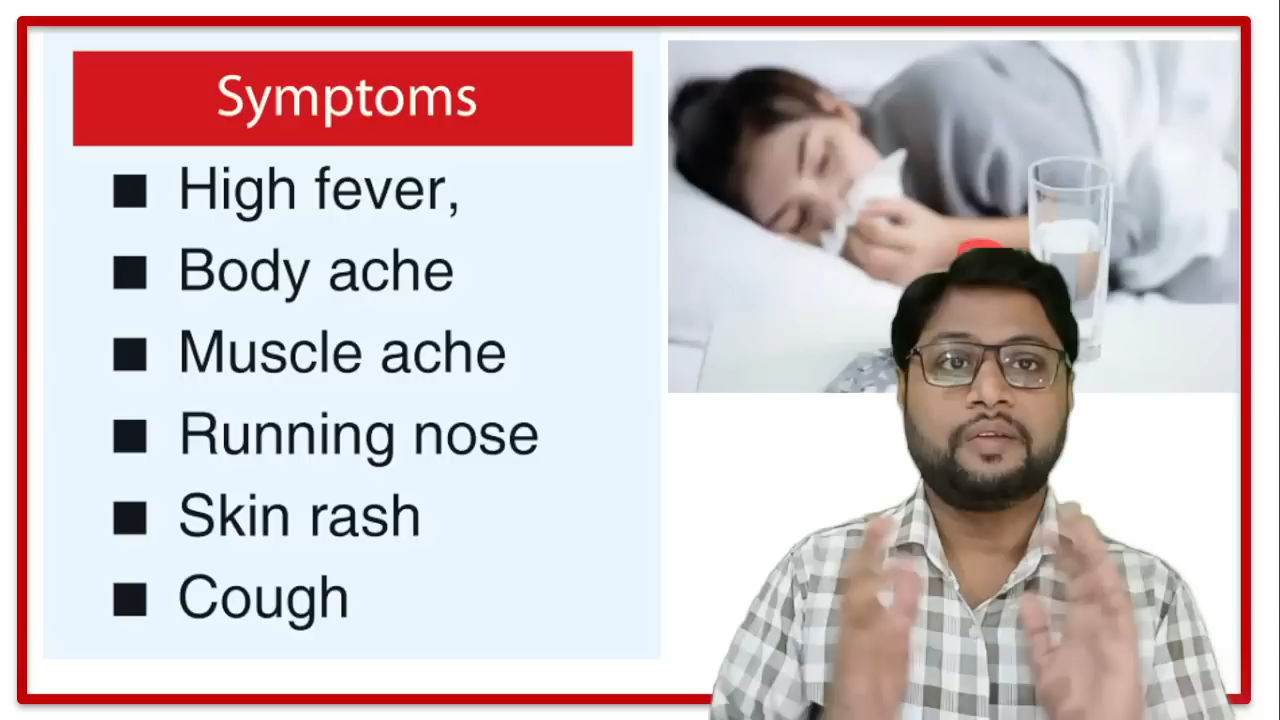 Symptoms
High fever,
Body ache
Muscle ache
Running nose
Skin rash
Cough